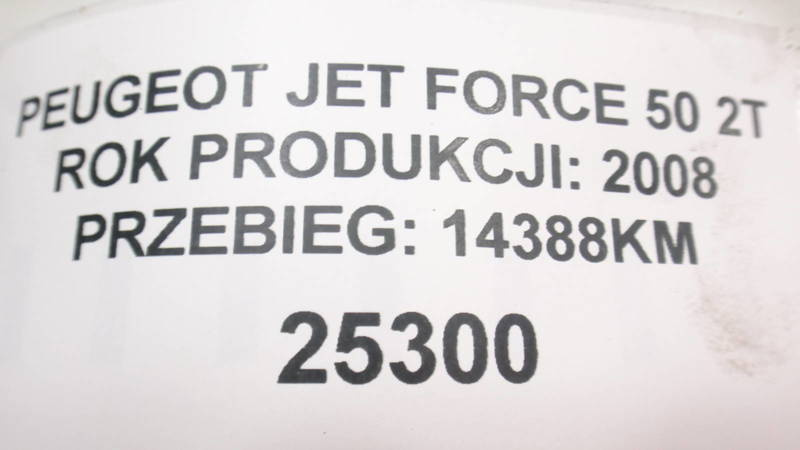 PEUGEOT JET FORCE 50 2T
ROK PRODUKCJI: 2008
PRZEBIEG: 14388KM
25300